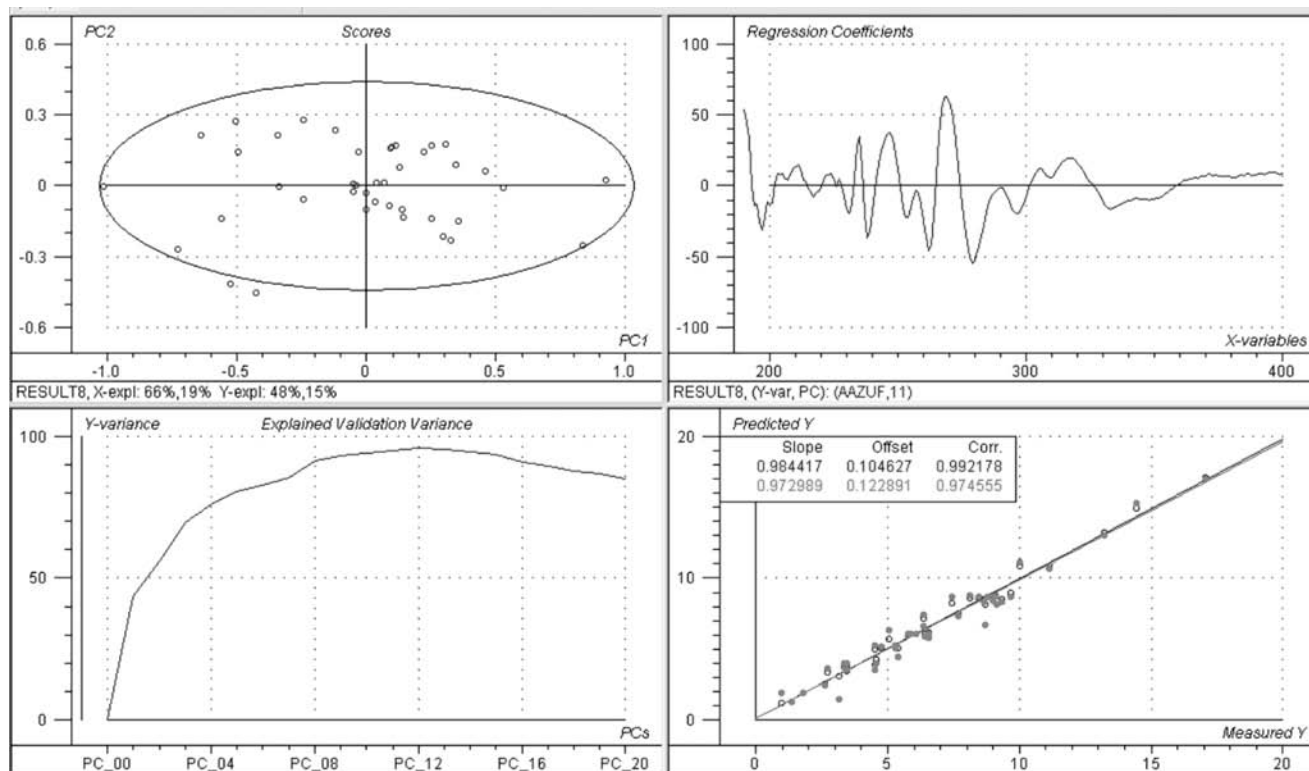 PC2 Scores
0.6
0.3
0
-0.3
-0.6
PC1
-1.0 -0.5 0 0.5 1.0
RESULT8, X-expl: 66%,19% Y-expl: 48%,15%
Regression Coefficients
100
50
0
-50
-100
X-variables
200 300 400
RESULT8, (Y-var, PC): (AAZUF,11)
Y-variance Explained Validation Variance
100
50
0
PCs
PC_00 PC_04 PC_08 PC_12 PC_16 PC_20
Predicted Y
20
Slope Offset Corr.
0.984417 0.104627 0.992178
0.972989 0.122891 0.974555
10
0
Measured Y
0 5 10 15 20